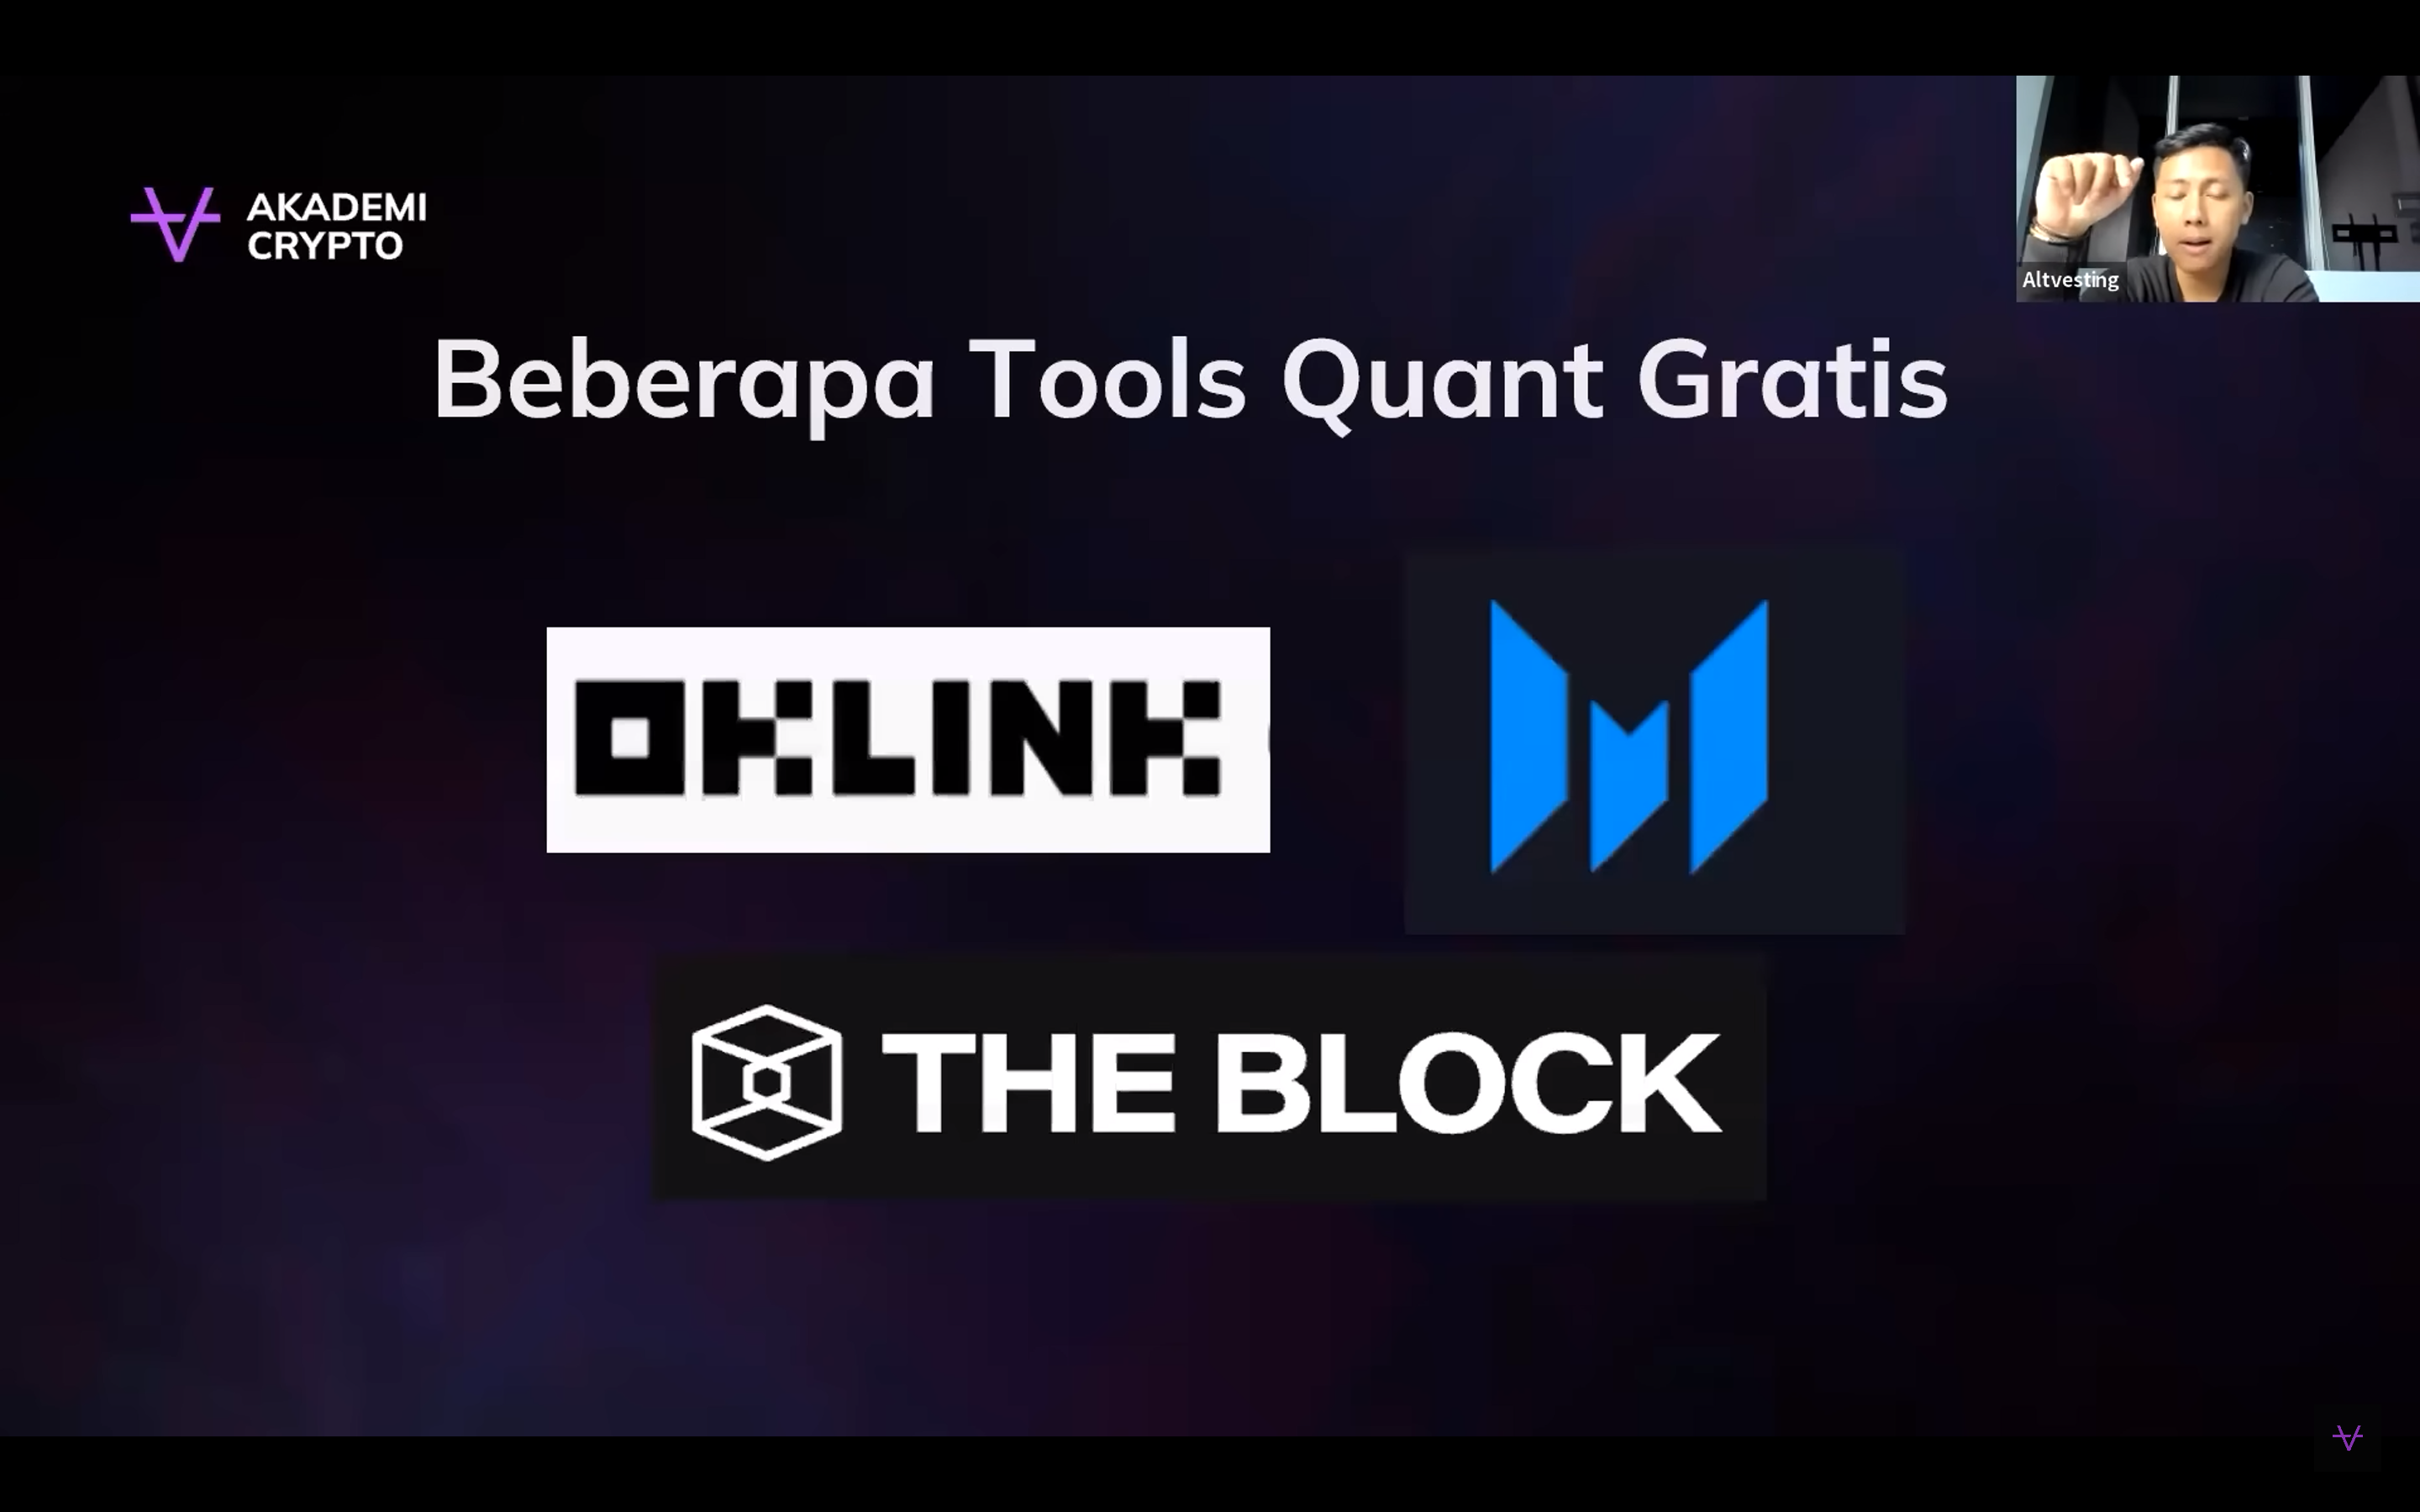 AKADEMI
CRYPTO
Altvesting
Beberapa Tools Quant Gratis
OKLINK
THE BLOCK